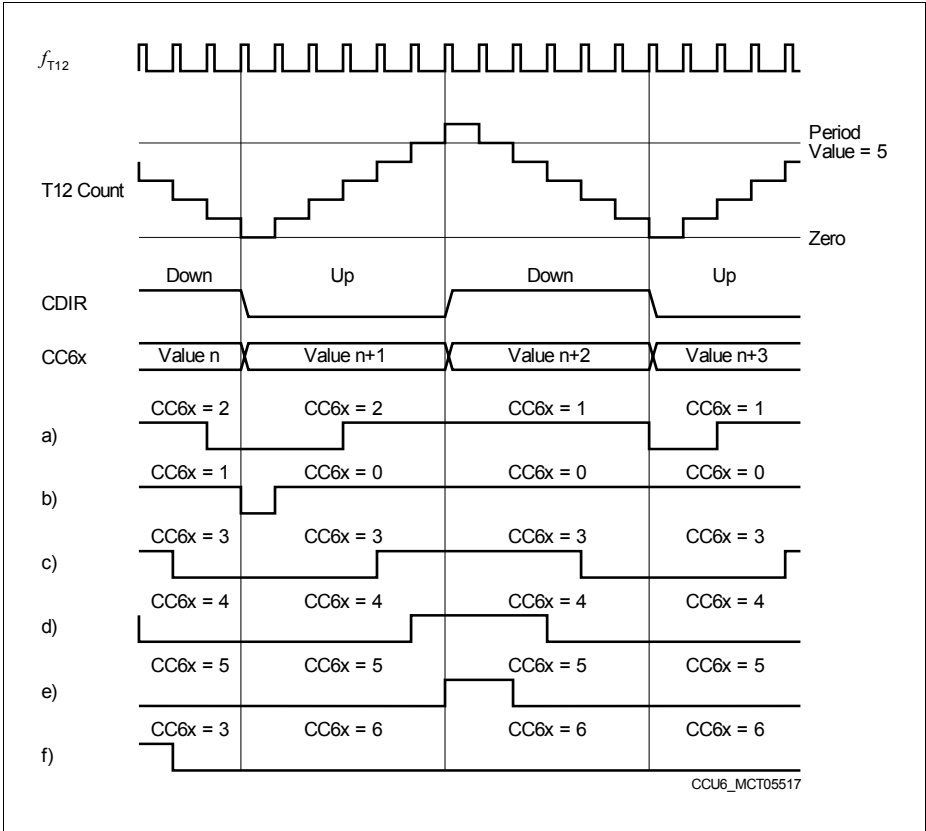 fT12
Period
Value = 5
T12 Count
Zero
Down Up Down Up
CDIR
CC6x Value n Value n+1 Value n+2 Value n+3
CC6x = 2 CC6x = 2 CC6x = 1 CC6x = 1
a)
CC6x = 1 CC6x = 0 CC6x = 0 CC6x = 0
b)
CC6x = 3 CC6x = 3 CC6x = 3 CC6x = 3
c)
CC6x = 4 CC6x = 4 CC6x = 4 CC6x = 4
d)
CC6x = 5 CC6x = 5 CC6x = 5 CC6x = 5
e)
CC6x = 3 CC6x = 6 CC6x = 6 CC6x = 6
f)
CCU6_MCT05517